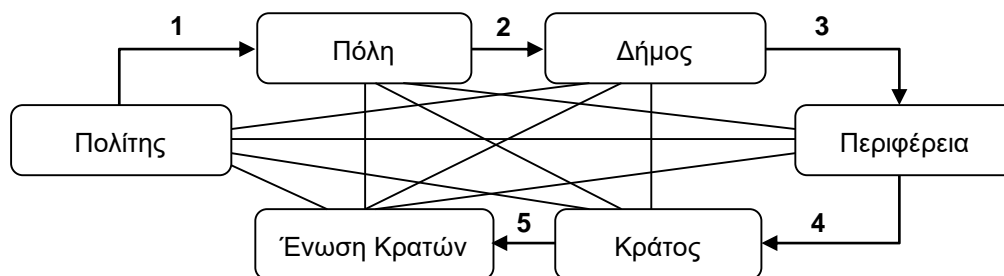 1
2
3
Πόλη
Δήμος
Πολίτης
Περιφέρεια
Ένωση Κρατών
5
Κράτος
4